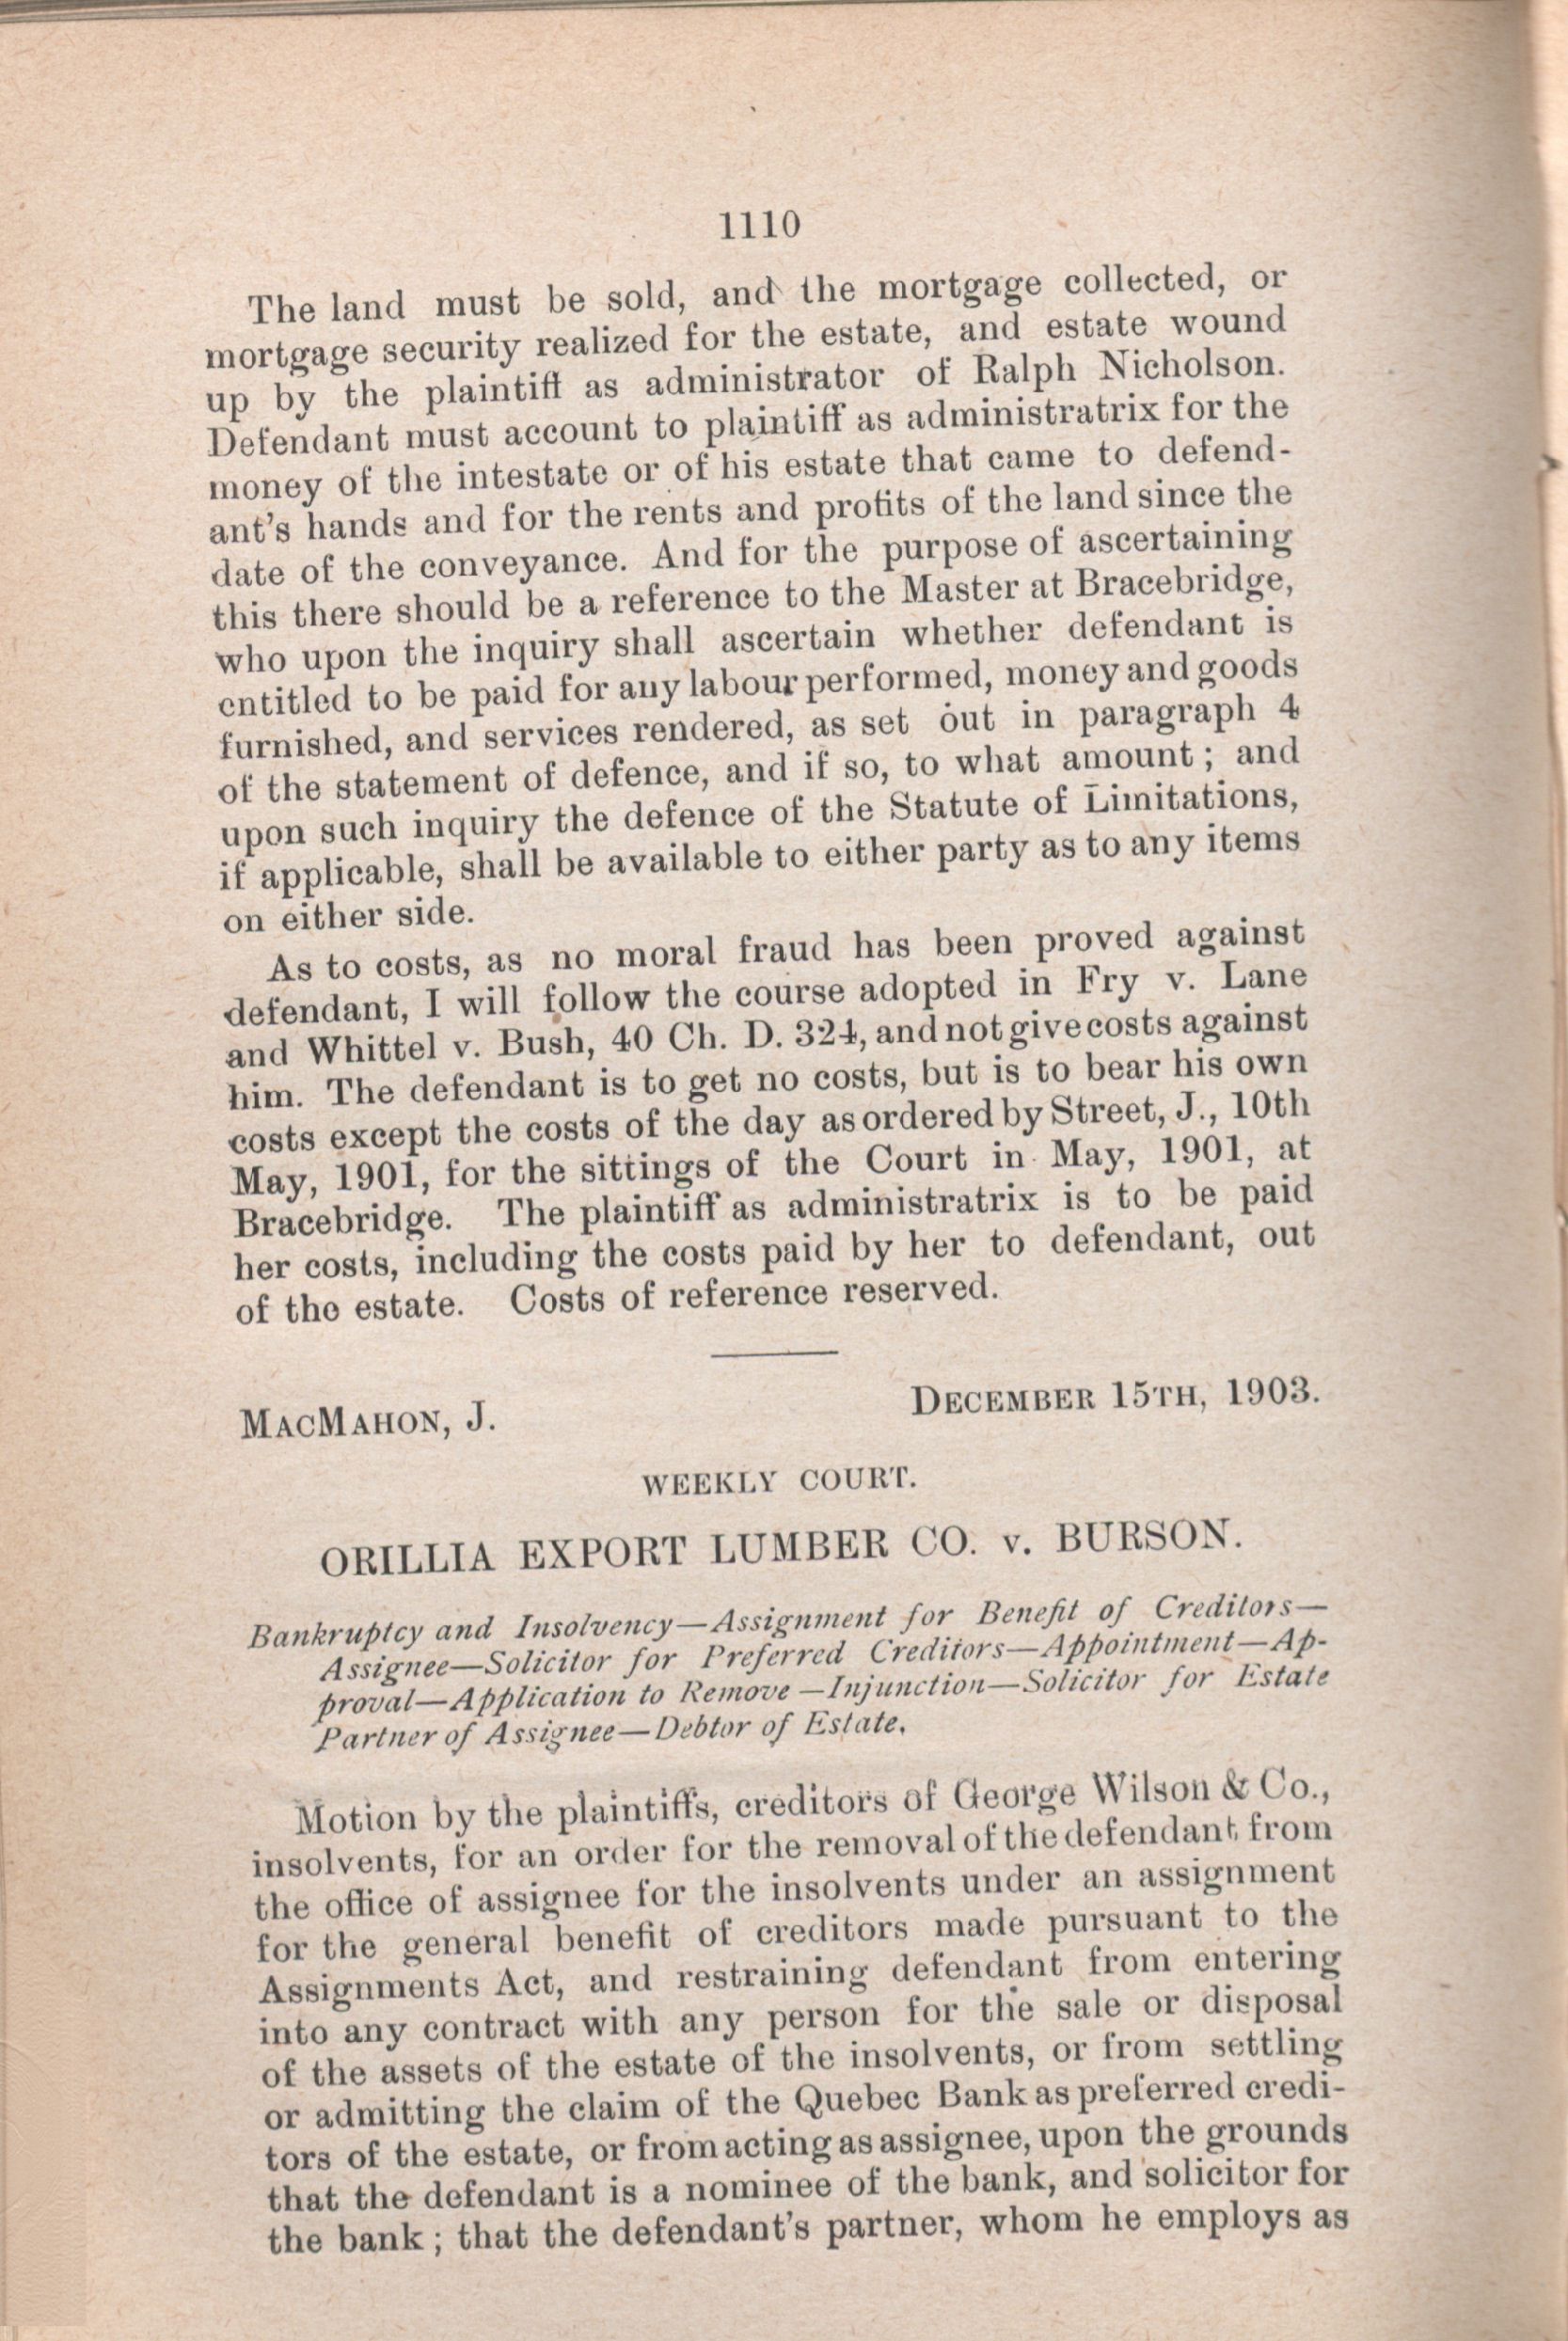 1110
The land must be sold, and the mortgage collected, or
mortgage security realized for the estate, and estate wound
up by the plaintiff as administrator of Ralph Nicholson.
Defendant must account to plaintiff as administratrix for the
money of the intestate or of his estate that came to defend-
ant's hands and for the rents and profits of the land since the
date of the conveyance. And for the purpose of ascertaining
this there should be a reference to the Master at Bracebridge,
who upon the inquiry shall ascertain whether defendant is
entitled to be paid for any labour performed, money and goods
furnished, and services rendered, as set out in paragraph 4
of the statement of defence, and if so, to what amount; and
upon such inquiry the defence of the Statute of Limitations,
if applicable, shall be available to either party as to any items
on either side.
As to costs, as no moral fraud has been proved against
defendant, I will follow the course adopted in Fry v. Lane
and Whittel v. Bush, 40 Ch. D. 324, and not give costs against
him. The defendant is to get no costs, but is to bear his own
costs except the costs of the day as ordered by Street, J., 10th
May, 1901, for the sittings of the Court in May, 1901, at
Bracebridge. The plaintiff as administratrix is to be paid
her costs, including the costs paid by her to defendant, out
of the estate. Costs of reference reserved.
MACMAHON, J. DECEMBER 15TH, 1903.
WEEKLY COURT.
ORILLIA EXPORT LUMBER CO. v. BURSON.
Bankruptcy and Insolvency—Assignment for Benefit of Creditors—
Assignee—Solicitor for Preferred Creditors—Appointment—Ap-
proval—Application to Remove—Injunction—Solicitor for Estate
Partner of Assignee—Debtor of Estate.
Motion by the plaintiffs, creditors of George Wilson & Co.,
insolvents, for an order for the removal of the defendant from
the office of assignee for the insolvents under an assignment
for the general benefit of creditors made pursuant to the
Assignments Act, and restraining defendant from entering
into any contract with any person for the sale or disposal
of the assets of the estate of the insolvents, or from settling
or admitting the claim of the Quebec Bank as preferred credi-
tors of the estate, or from acting as assignee, upon the grounds
that the defendant is a nominee of the bank, and solicitor for
the bank; that the defendant's partner, whom he employs as